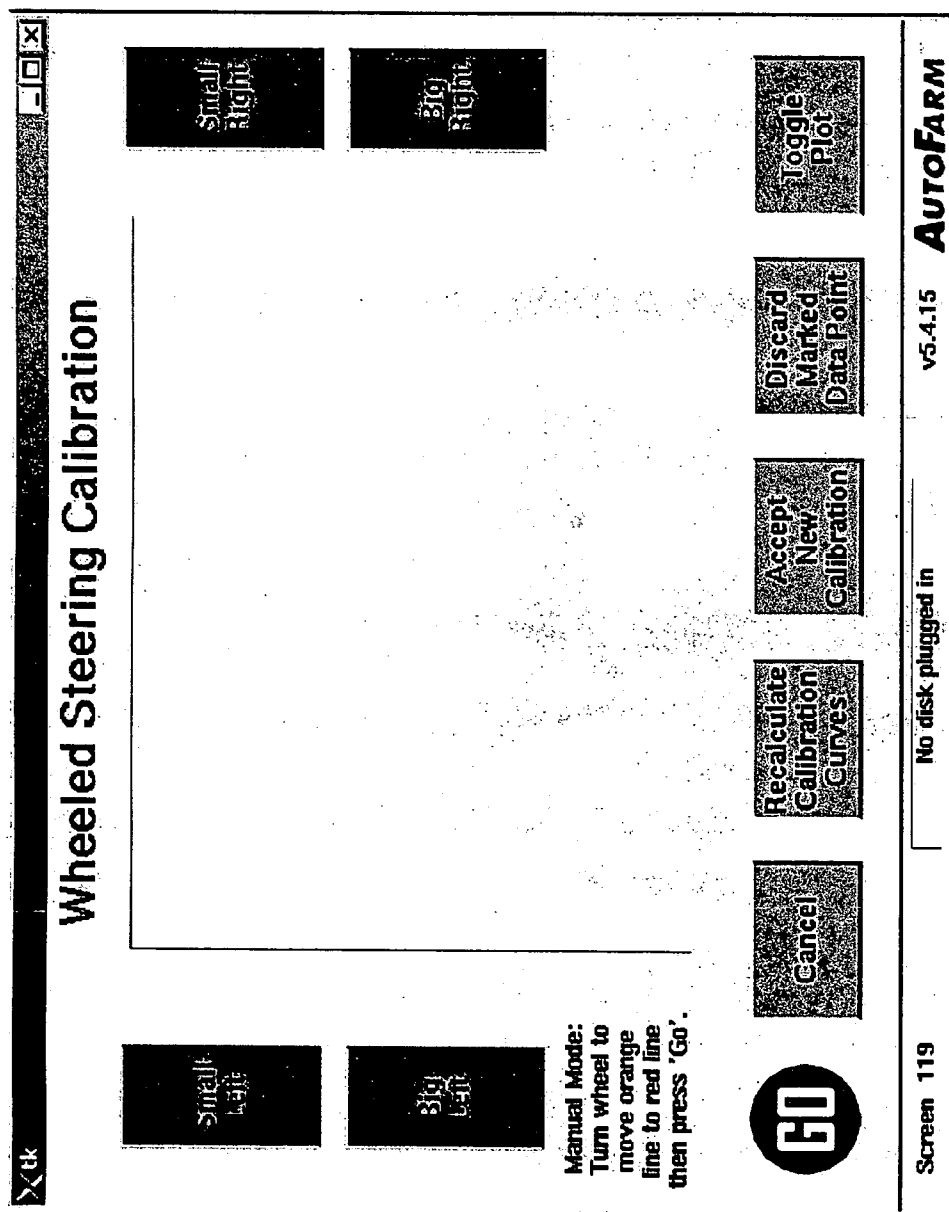 tk
Wheeled Steering Calibration
Small
Left
Small
Right
Big
Left
Big
Right
Manual Mode:
Turn wheel to
move orange
line to red line
then press 'Go'.
GO
Cancel
Recalculate
Calibration
Curves
Accept
New
Calibration
Discard
Marked
Data Point
Toggle
Plot
Screen 119
No disk plugged in
v5.4.15
AUTOFARM